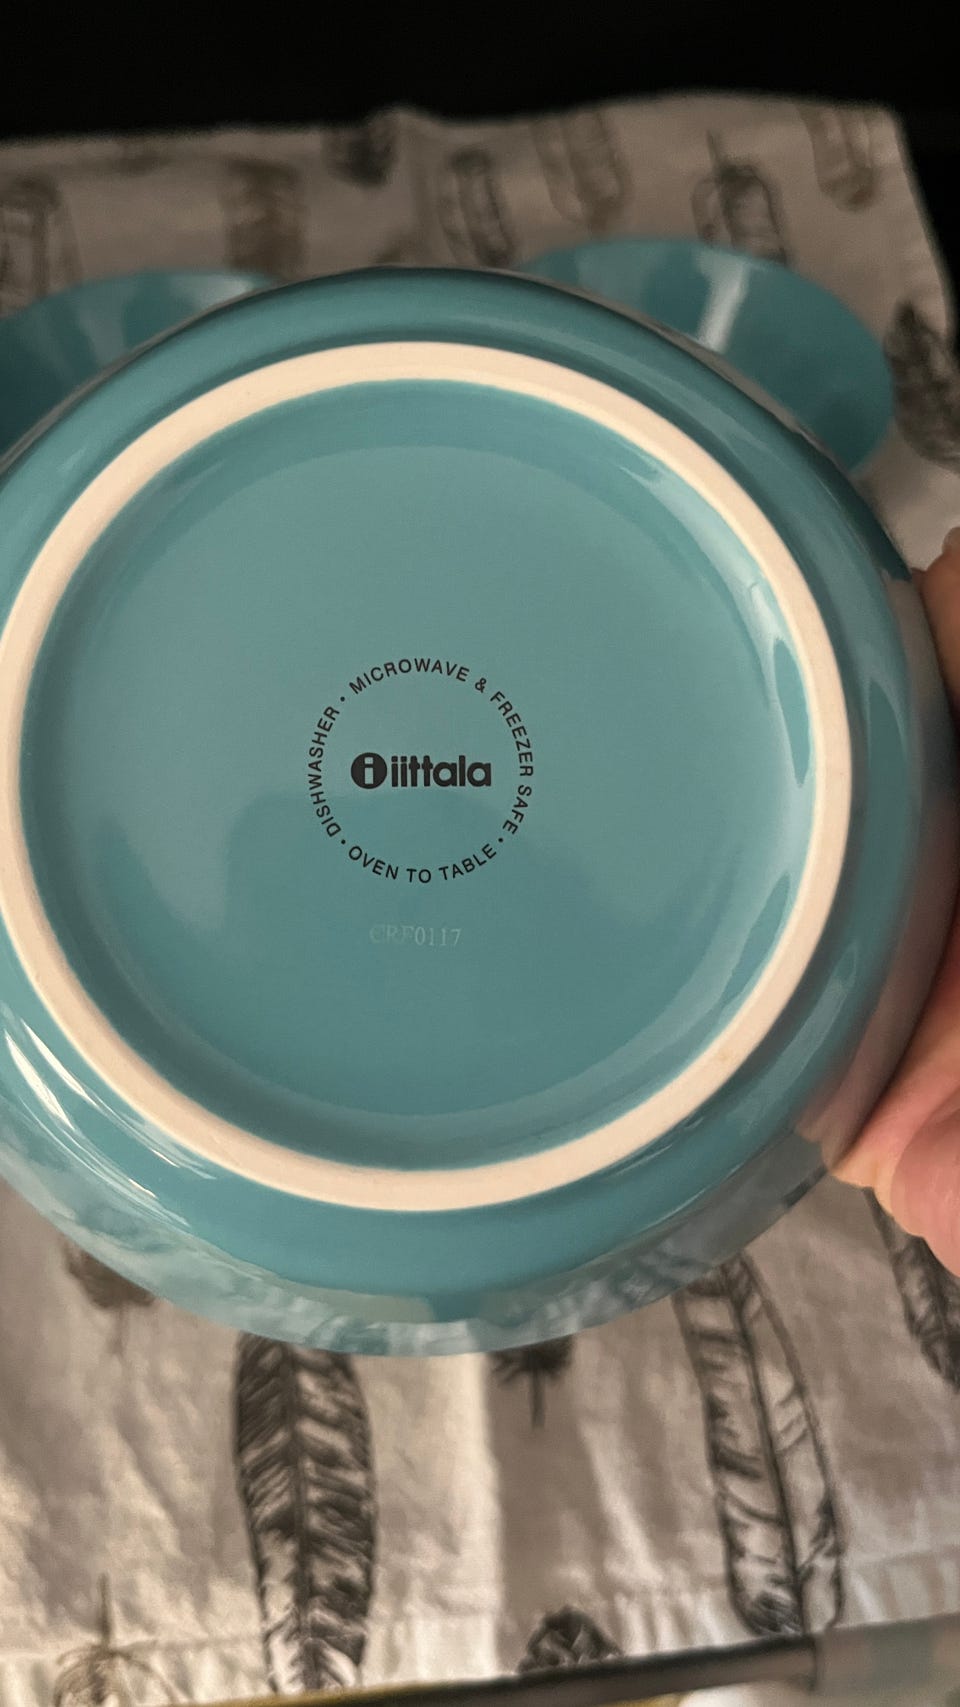 DISHWASHER • MICROWAVE & FREEZER SAFE • OVEN TO TABLE •
i iittala
CRF0117